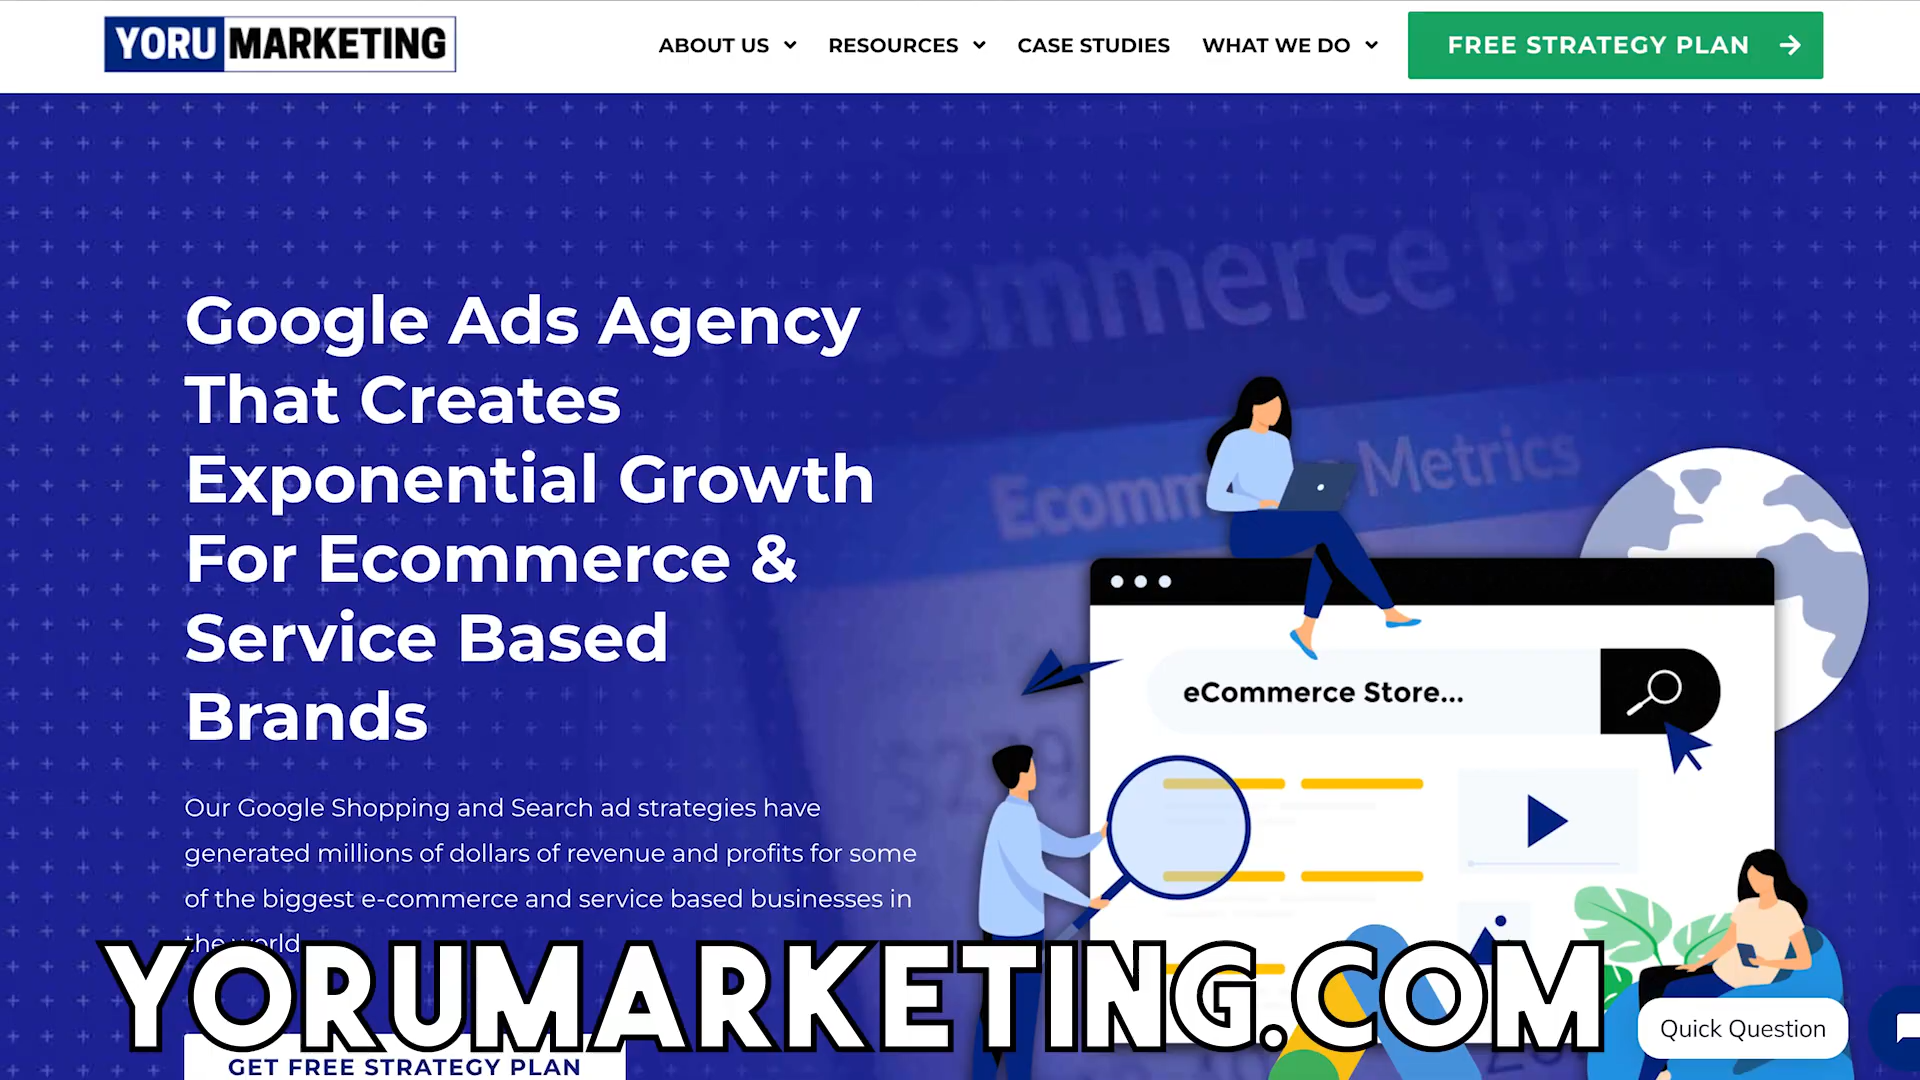 YORU MARKETING
ABOUT US
RESOURCES
CASE STUDIES
WHAT WE DO
FREE STRATEGY PLAN
Google Ads Agency
That Creates
Exponential Growth
For Ecommerce &
Service Based
Brands
Our Google Shopping and Search ad strategies have
generated millions of dollars of revenue and profits for some
of the biggest e-commerce and service based businesses in
the world
Metrics
eCommerce Store...
YORUMARKETING.COM
GET FREE STRATEGY PLAN
Quick Question